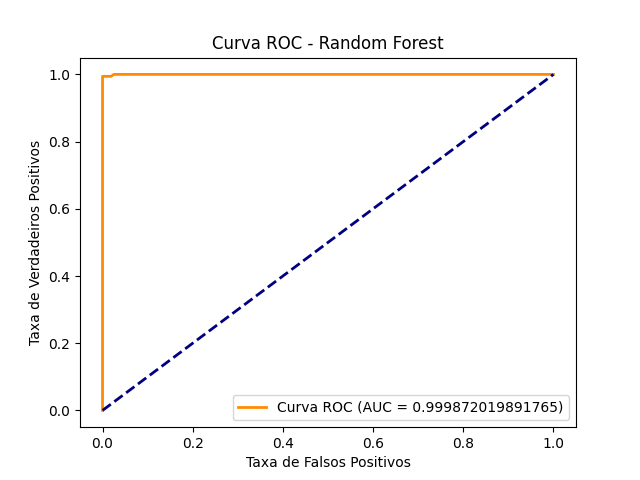 Curva ROC - Random Forest
Taxa de Verdadeiros Positivos
1.0
0.8
0.6
0.4
0.2
0.0
Curva ROC (AUC = 0.999872019891765)
0.0 0.2 0.4 0.6 0.8 1.0
Taxa de Falsos Positivos